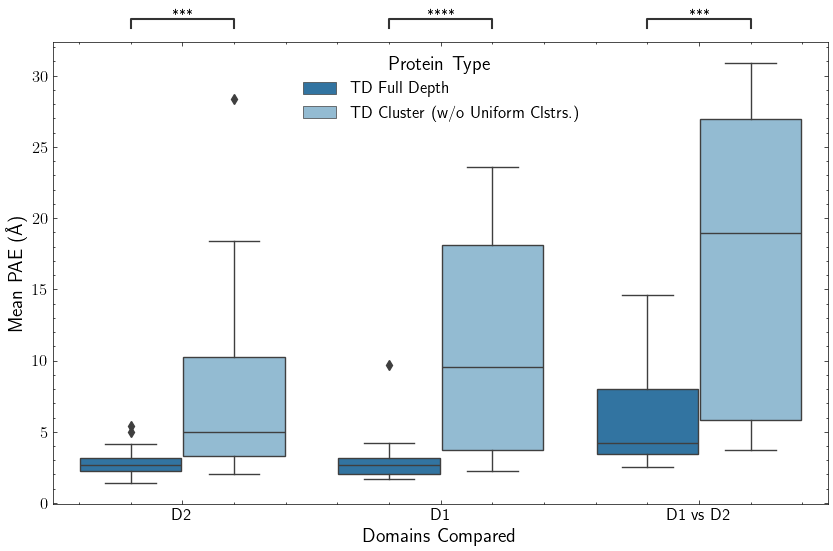 *** **** ***
Protein Type
TD Full Depth
TD Cluster (w/o Uniform Clstrs.)
Mean PAE (Å)
30
25
20
15
10
5
0
D2 D1 D1 vs D2
Domains Compared